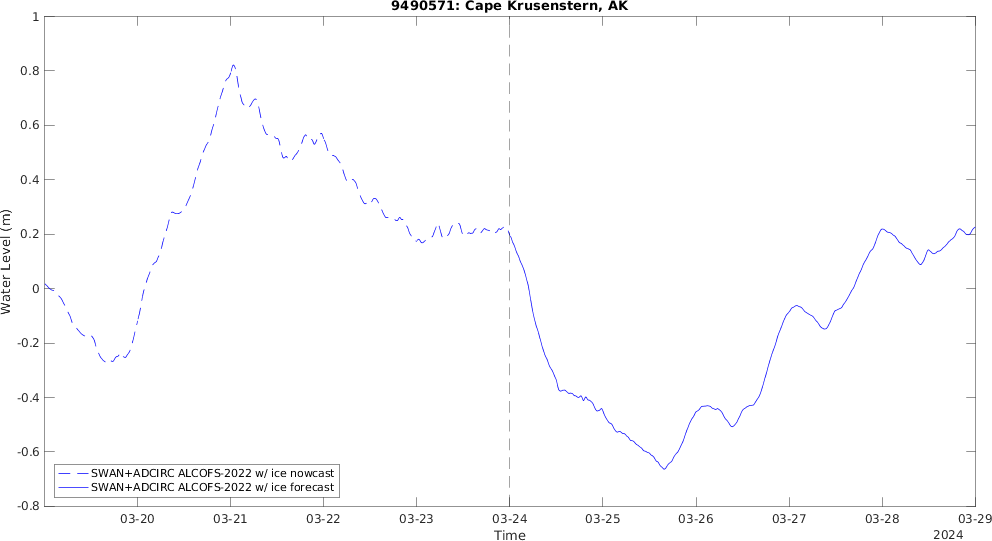 9490571: Cape Krusenstern, AK
1
0.8
0.6
0.4
0.2
0
-0.2
-0.4
-0.6
-0.8
Water Level (m)
SWAN+ADCIRC ALCOFS-2022 w/ ice nowcast
SWAN+ADCIRC ALCOFS-2022 w/ ice forecast
03-20 03-21 03-22 03-23 03-24 03-25 03-26 03-27 03-28 03-29
Time
2024